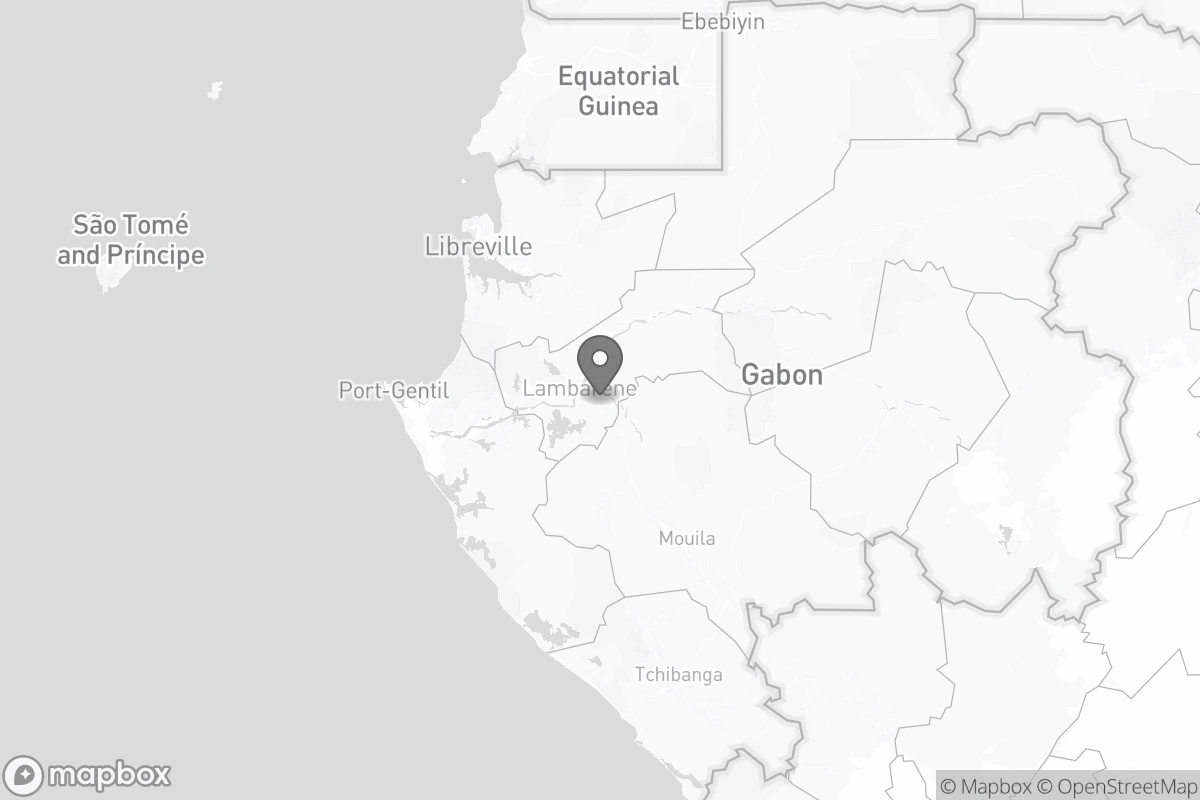 Ebebiyin
Equatorial
Guinea
São Tomé
and Príncipe
Libreville
Gabon
Port-Gentil
Lambaréné
Mouila
Tchibanga
mapbox
© Mapbox © OpenStreetMap